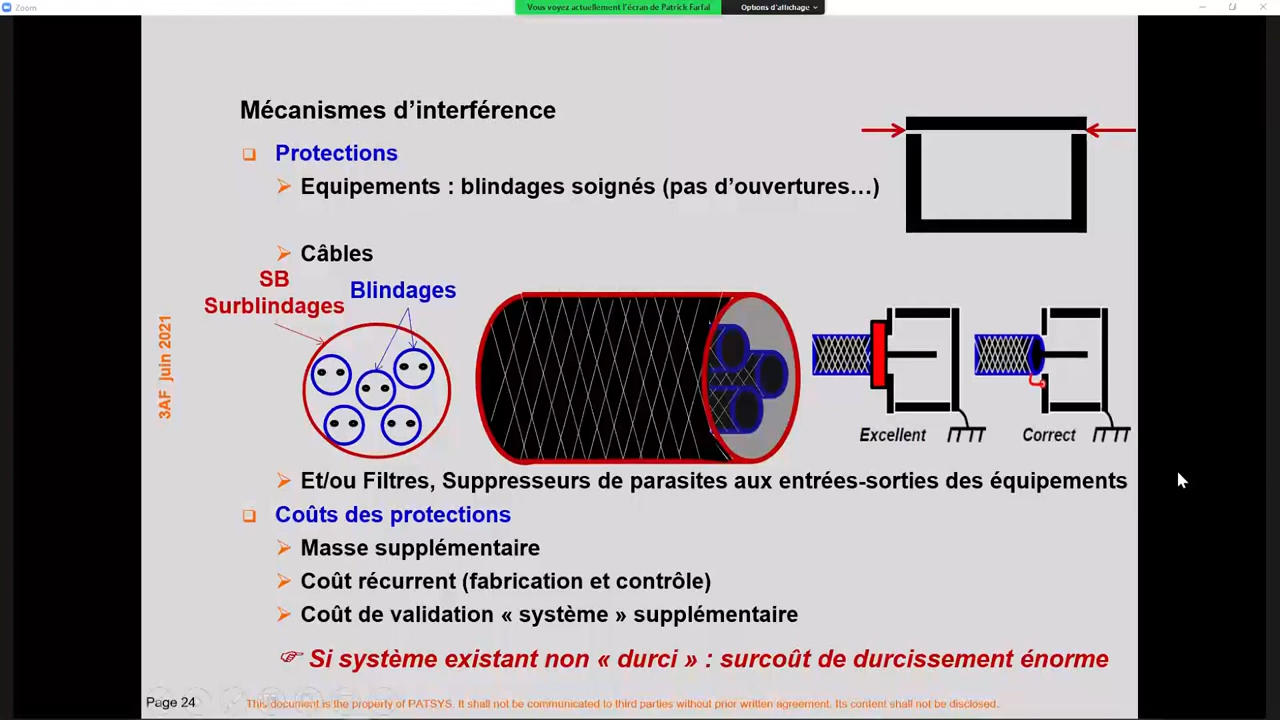 Zoom
Vous voyez actuellement l'écran de Patrick Farfal
Options d'affichage
Mécanismes d'interférence
Protections
Equipements : blindages soignés (pas d'ouvertures…)
Câbles
SB
Surblindages
Blindages
Excellent
Correct
3AF juin 2021
Et/ou Filtres, Suppresseurs de parasites aux entrées-sorties des équipements
Coûts des protections
Masse supplémentaire
Coût récurrent (fabrication et contrôle)
Coût de validation « système » supplémentaire
Si système existant non « durci » : surcoût de durcissement énorme
Page 24
This document is the property of PATSYS. It shall not be communicated to third parties without prior written agreement. Its content shall not be disclosed.